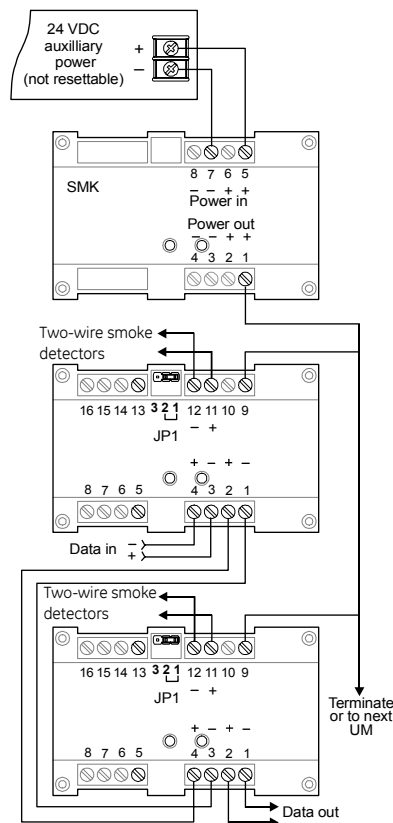 24 VDC
auxilliary
power
(not resettable)
+
–
SMK
8 7 6 5
– – + +
Power in
Power out
– – + +
4 3 2 1
Two-wire smoke
detectors
16 15 14 13 3 2 1 12 11 10 9
– +
JP1
+ – + –
8 7 6 5 4 3 2 1
Data in
–
+
Two-wire smoke
detectors
16 15 14 13 3 2 1 12 11 10 9
– +
JP1
Terminate
or to next
UM
+ – + –
8 7 6 5 4 3 2 1
Data out